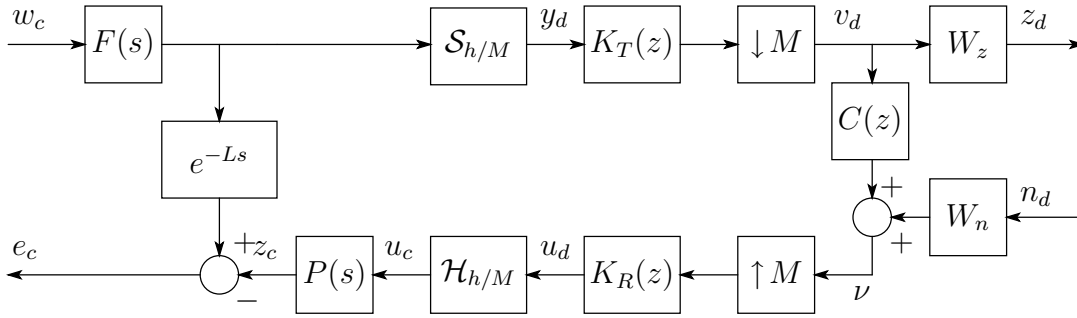 w_c F(s) 𝒮_{h/M} y_d K_T(z) ↓M v_d W_z z_d
C(z)
e^{-Ls}
+
W_n n_d
+
e_c + z_c P(s) u_c ℋ_{h/M} u_d K_R(z) ↑M ν
−